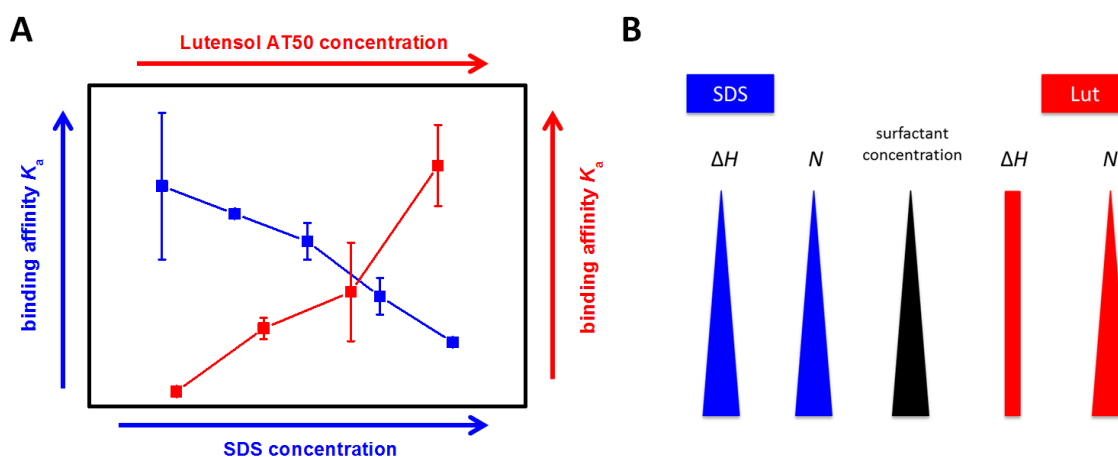 A
Lutensol AT50 concentration
binding affinity Ka
binding affinity Ka
SDS concentration
B
SDS
Lut
surfactant
concentration
ΔH
N
ΔH
N